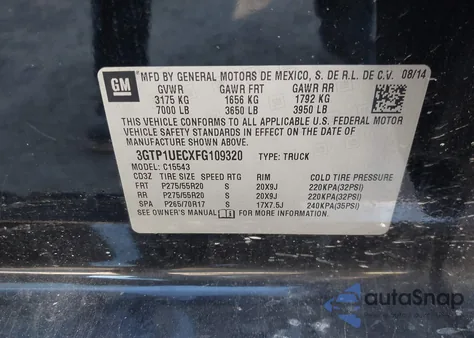 GM
MFD BY GENERAL MOTORS DE MEXICO, S. DE R.L. DE C.V. 08/14
GVWR GAWR FRT GAWR RR
3175 KG 1656 KG 1792 KG
7000 LB 3650 LB 3950 LB
THIS VEHICLE CONFORMS TO ALL APPLICABLE U.S. FEDERAL MOTOR
VEHICLE SAFETY AND THEFT PREVENTION STANDARDS IN EFFECT ON THE DATE OF
MANUFACTURE SHOWN ABOVE.
3GTP1UECXFG109320 TYPE: TRUCK
MODEL: C15543
CD3Z TIRE SIZE SPEED RTG RIM COLD TIRE PRESSURE
FRT P275/55R20 S 20X9J 220KPA(32PSI)
RR P275/55R20 S 20X9J 220KPA(32PSI)
SPA P265/70R17 S 17X7.5J 240KPA(35PSI)
SEE OWNER'S MANUAL FOR MORE INFORMATION
autoSnap